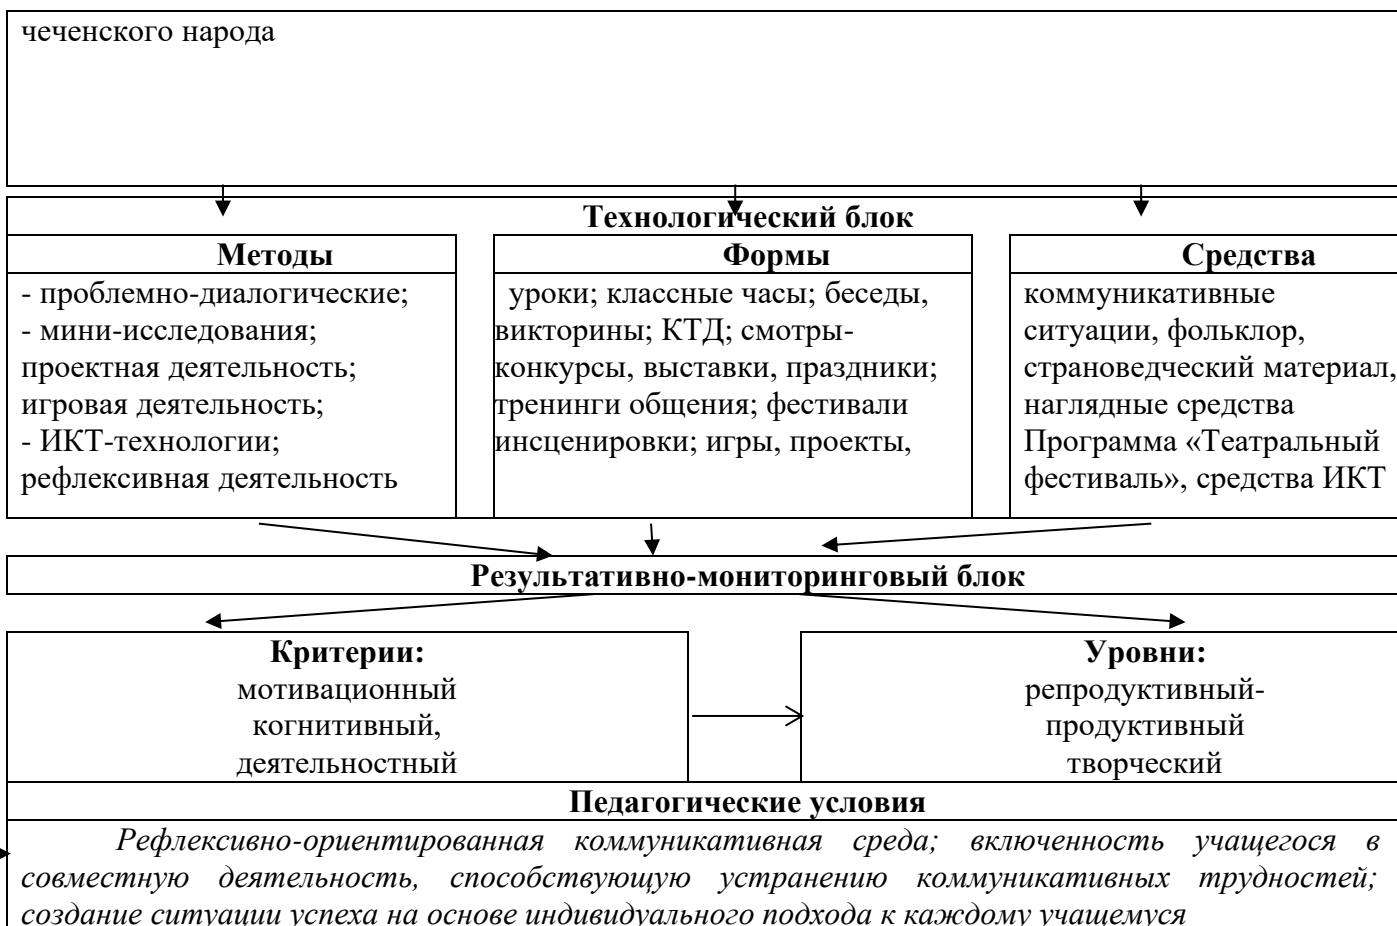 чеченского народа
Технологический блок
Методы
- проблемно-диалогические;
- мини-исследования;
проектная деятельность;
игровая деятельность;
- ИКТ-технологии;
рефлексивная деятельность
Формы
уроки; классные часы; беседы,
викторины; КТД; смотры-
конкурсы, выставки, праздники;
тренинги общения; фестивали
инсценировки; игры, проекты,
Средства
коммуникативные
ситуации, фольклор,
страноведческий материал,
наглядные средства
Программа «Театральный
фестиваль», средства ИКТ
Результативно-мониторинговый блок
Критерии:
мотивационный
когнитивный,
деятельностный
Уровни:
репродуктивный-
продуктивный
творческий
Педагогические условия
Рефлексивно-ориентированная коммуникативная среда; включенность учащегося в
совместную деятельность, способствующую устранению коммуникативных трудностей;
создание ситуации успеха на основе индивидуального подхода к каждому учащемуся